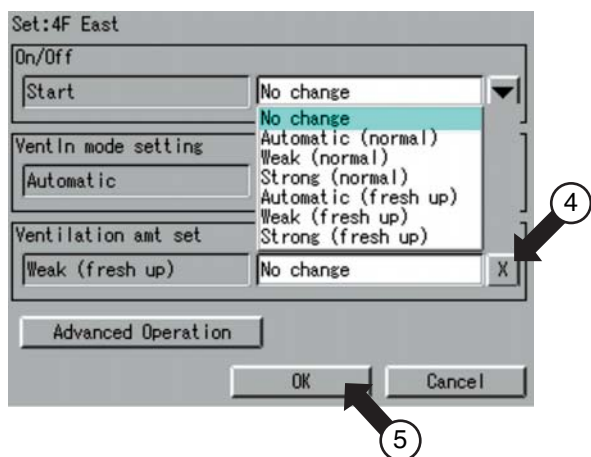 Set:4F East
On/Off
Start
No change
No change
Automatic (normal)
Weak (normal)
Strong (normal)
Automatic (fresh up)
Weak (fresh up)
Strong (fresh up)
Ventln mode setting
Automatic
Ventilation amt set
Weak (fresh up)
No change
X
4
Advanced Operation
OK
Cancel
5